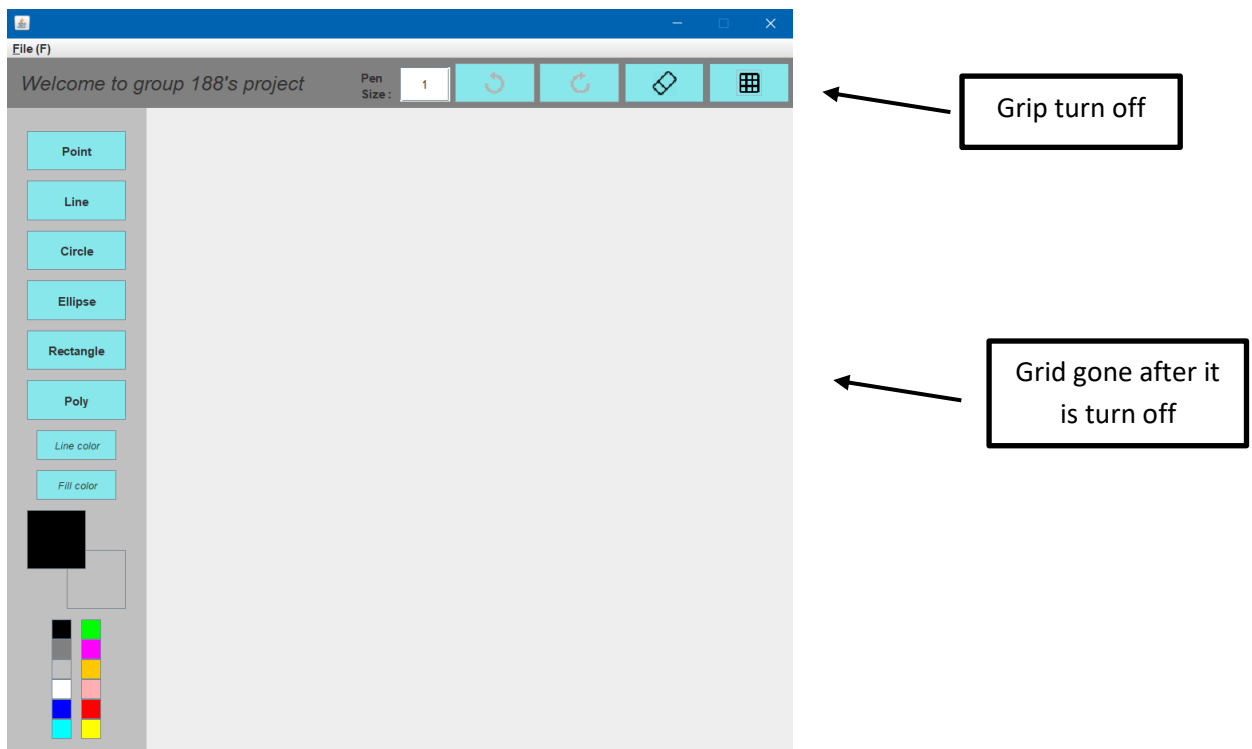 File (F)
Welcome to group 188's project
Pen
Size :
1
Grip turn off
Point
Line
Circle
Ellipse
Rectangle
Poly
Line color
Fill color
Grid gone after it
is turn off